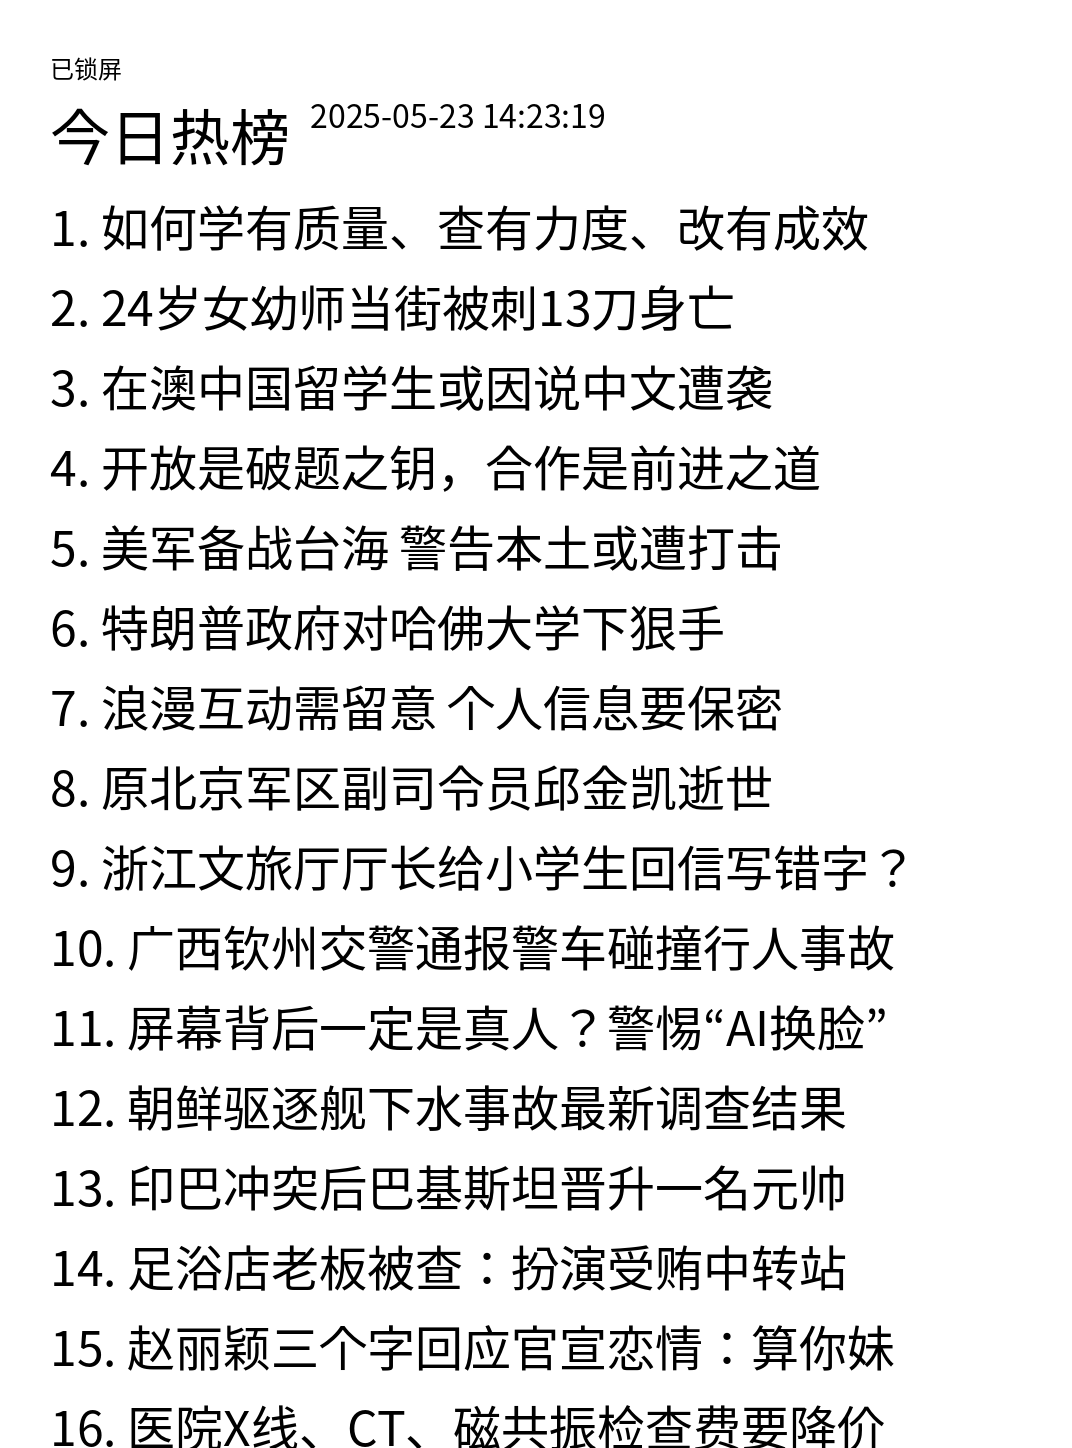 已锁屏
今日热榜 2025-05-23 14:23:19
1. 如何学有质量、查有力度、改有成效
2. 24岁女幼师当街被刺13刀身亡
3. 在澳中国留学生或因说中文遭袭
4. 开放是破题之钥，合作是前进之道
5. 美军备战台海 警告本土或遭打击
6. 特朗普政府对哈佛大学下狠手
7. 浪漫互动需留意 个人信息要保密
8. 原北京军区副司令员邱金凯逝世
9. 浙江文旅厅厅长给小学生回信写错字？
10. 广西钦州交警通报警车碰撞行人事故
11. 屏幕背后一定是真人？警惕“AI换脸”
12. 朝鲜驱逐舰下水事故最新调查结果
13. 印巴冲突后巴基斯坦晋升一名元帅
14. 足浴店老板被查：扮演受贿中转站
15. 赵丽颖三个字回应官宣恋情：算你妹
16. 医院X线、CT、磁共振检查费要降价